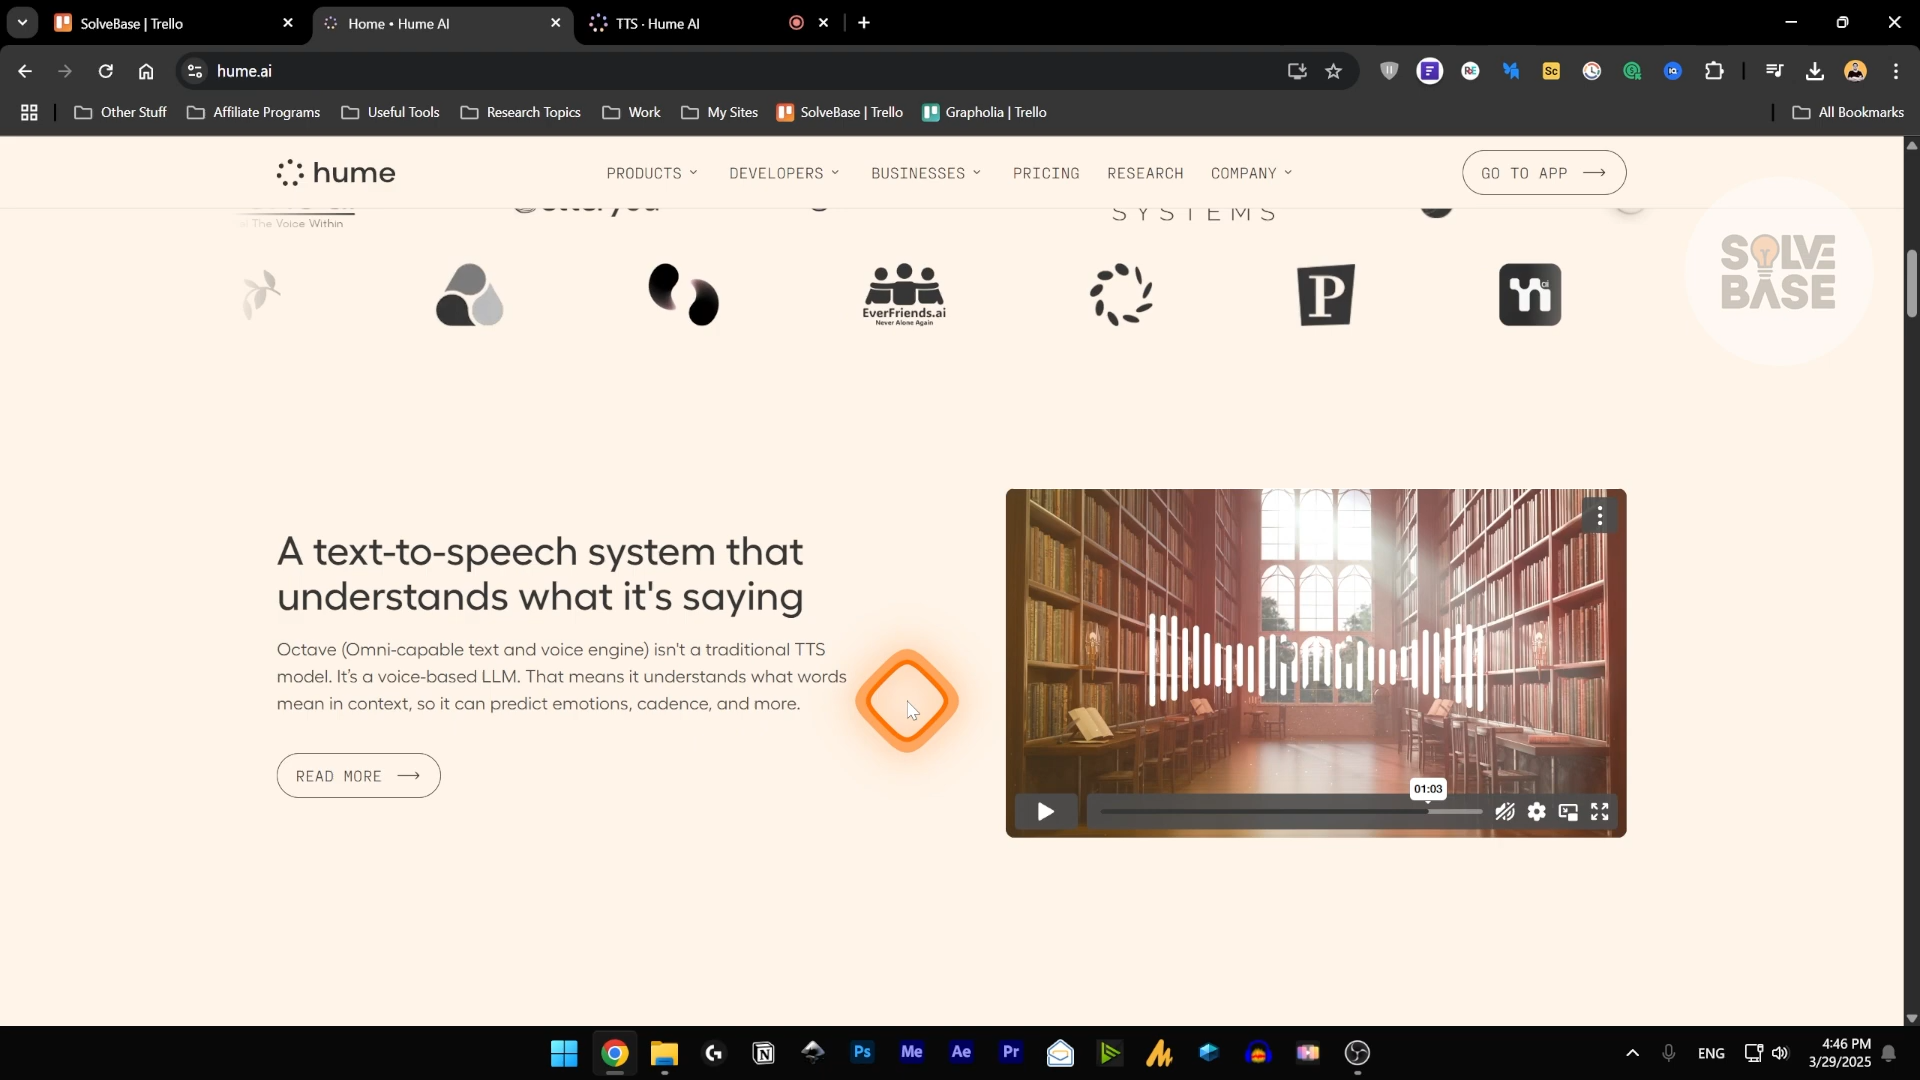 SolveBase | Trello
Home • Hume AI
TTS · Hume AI
hume.ai
Other Stuff
Affiliate Programs
Useful Tools
Research Topics
Work
My Sites
SolveBase | Trello
Grapholia | Trello
All Bookmarks
hume
PRODUCTS
DEVELOPERS
BUSINESSES
PRICING
RESEARCH
COMPANY
GO TO APP
The Voice Within
SYSTEMS
SOLVE
BASE
EverFriends.ai
Never Alone Again
P
A text-to-speech system that
understands what it's saying
Octave (Omni-capable text and voice engine) isn't a traditional TTS
model. It's a voice-based LLM. That means it understands what words
mean in context, so it can predict emotions, cadence, and more.
READ MORE
01:03
Ps
Me
Ae
Pr
ENG
4:46 PM
3/29/2025